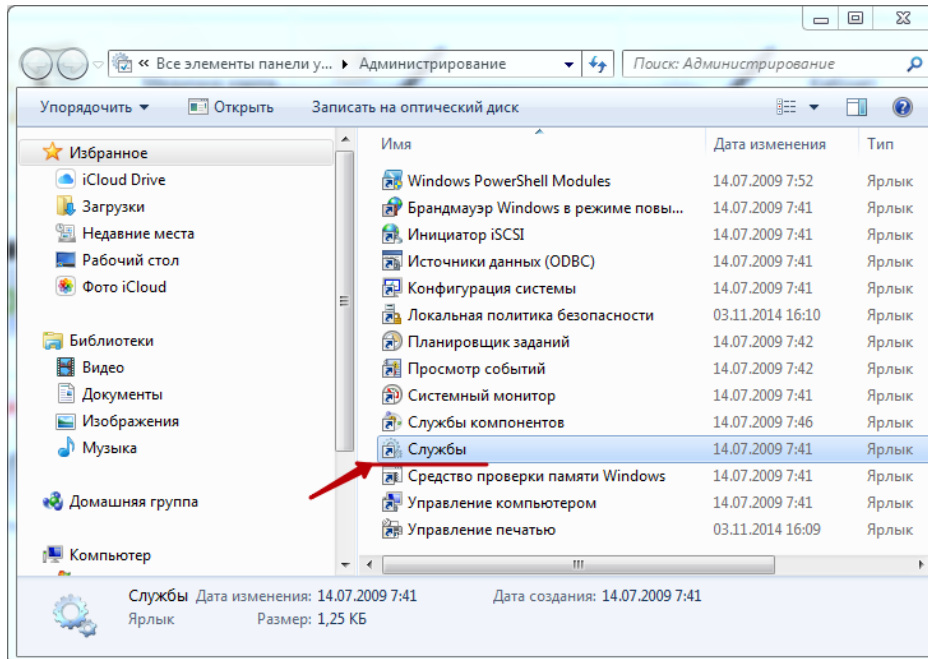 « Все элементы панели у... ▸ Администрирование
Поиск: Администрирование
Упорядочить Открыть Записать на оптический диск
Избранное
iCloud Drive
Загрузки
Недавние места
Рабочий стол
Фото iCloud
Библиотеки
Видео
Документы
Изображения
Музыка
Домашняя группа
Компьютер
Имя Дата изменения Тип
Windows PowerShell Modules 14.07.2009 7:52 Ярлык
Брандмауэр Windows в режиме повы... 14.07.2009 7:41 Ярлык
Инициатор iSCSI 14.07.2009 7:41 Ярлык
Источники данных (ODBC) 14.07.2009 7:41 Ярлык
Конфигурация системы 14.07.2009 7:41 Ярлык
Локальная политика безопасности 03.11.2014 16:10 Ярлык
Планировщик заданий 14.07.2009 7:42 Ярлык
Просмотр событий 14.07.2009 7:42 Ярлык
Системный монитор 14.07.2009 7:41 Ярлык
Службы компонентов 14.07.2009 7:46 Ярлык
Службы 14.07.2009 7:41 Ярлык
Средство проверки памяти Windows 14.07.2009 7:41 Ярлык
Управление компьютером 14.07.2009 7:41 Ярлык
Управление печатью 03.11.2014 16:09 Ярлык
Службы Дата изменения: 14.07.2009 7:41 Дата создания: 14.07.2009 7:41
Ярлык Размер: 1,25 КБ